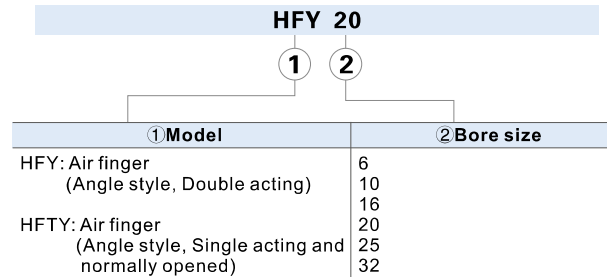 HFY 20
1 2
①Model ②Bore size
HFY: Air finger 6
(Angle style, Double acting) 10
16
HFTY: Air finger 20
(Angle style, Single acting and 25
normally opened) 32